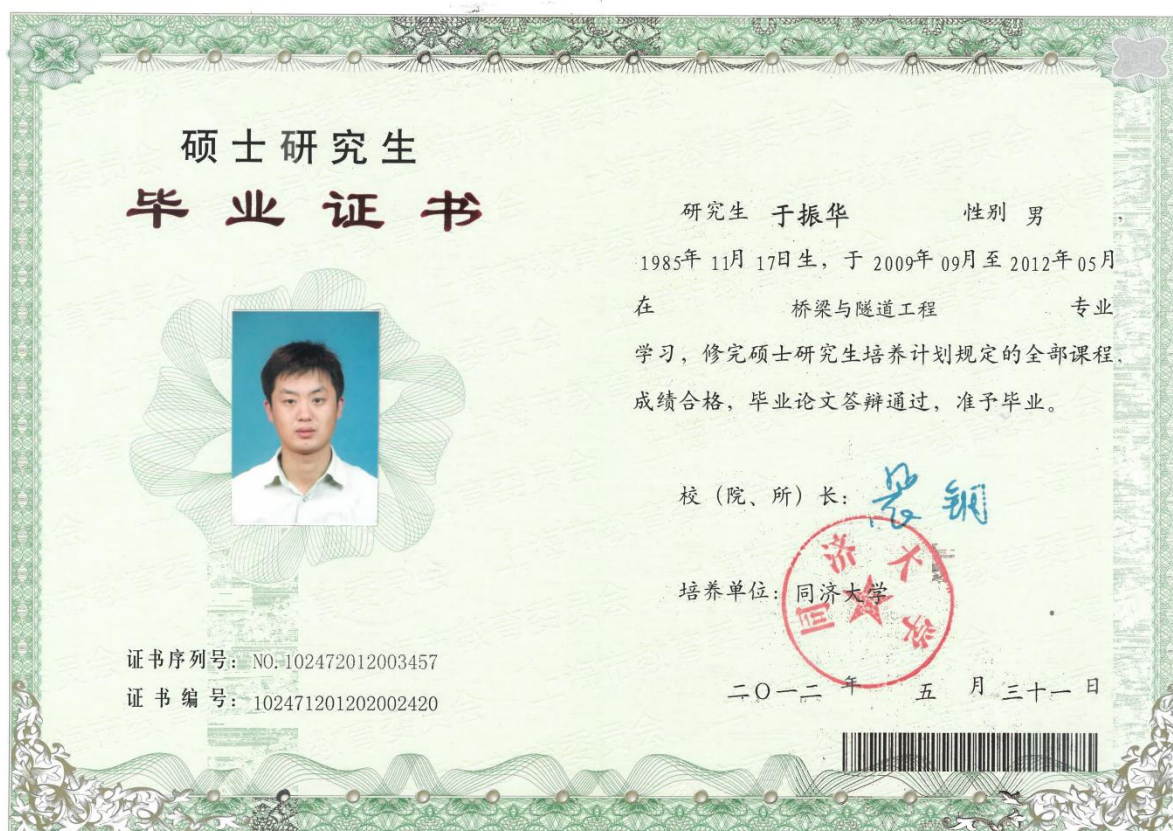 硕士研究生
毕业证书
研究生 于振华 性别 男
1985年 11月 17日生，于 2009年 09月至 2012年 05月
在 桥梁与隧道工程 专业
学习，修完硕士研究生培养计划规定的全部课程，
成绩合格，毕业论文答辩通过，准予毕业。
校（院、所）长：裴钢
同济大学
培养单位：同济大学
证书序列号：NO. 102472012003457
证书编号：102471201202002420
二〇一二年 五月 三十一日